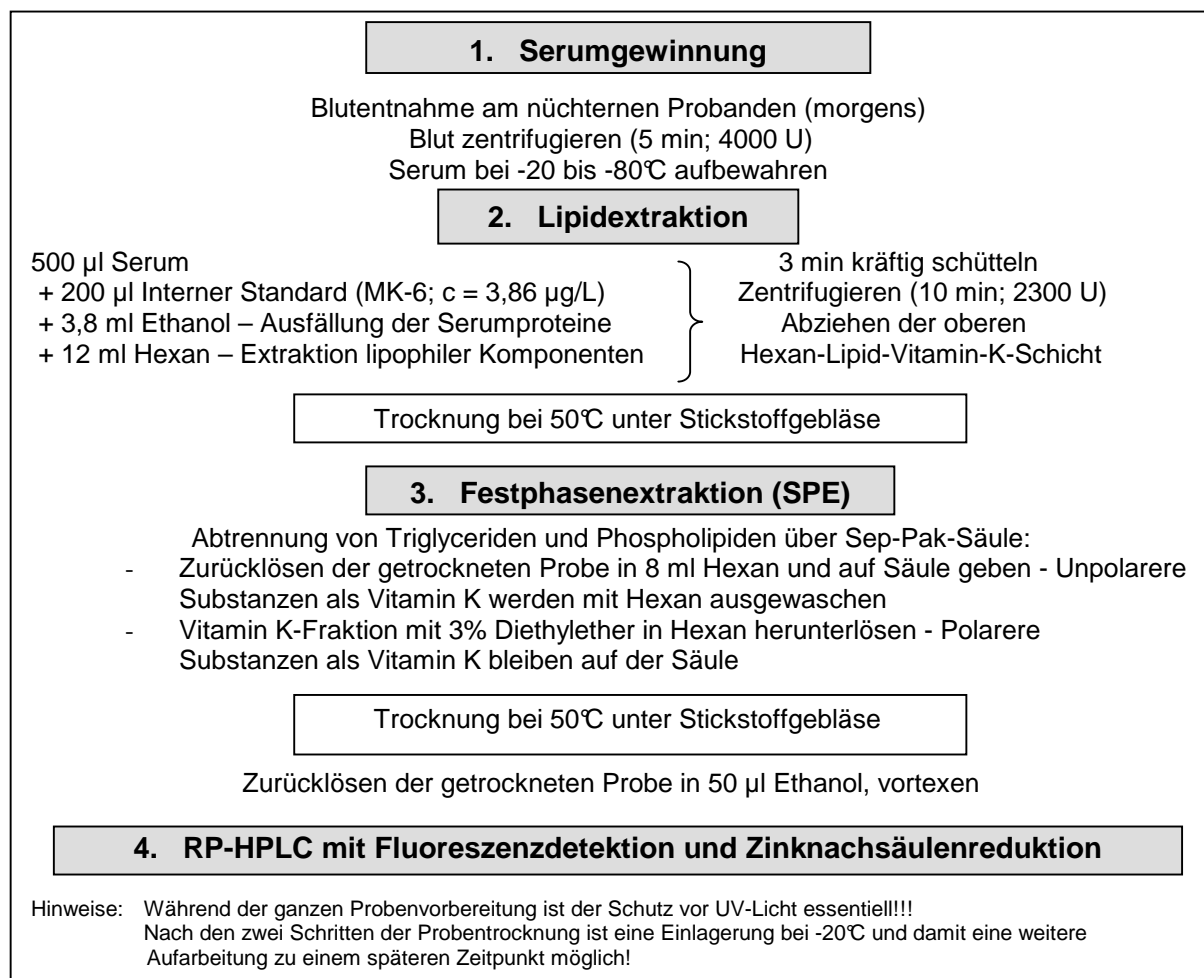 1. Serumgewinnung
Blutentnahme am nüchternen Probanden (morgens)
Blut zentrifugieren (5 min; 4000 U)
Serum bei -20 bis -80°C aufbewahren
2. Lipidextraktion
500 µl Serum
+ 200 µl Interner Standard (MK-6; c = 3,86 µg/L)
+ 3,8 ml Ethanol – Ausfällung der Serumproteine
+ 12 ml Hexan – Extraktion lipophiler Komponenten
3 min kräftig schütteln
Zentrifugieren (10 min; 2300 U)
Abziehen der oberen
Hexan-Lipid-Vitamin-K-Schicht
Trocknung bei 50°C unter Stickstoffgebläse
3. Festphasenextraktion (SPE)
Abtrennung von Triglyceriden und Phospholipiden über Sep-Pak-Säule:
- Zurücklösen der getrockneten Probe in 8 ml Hexan und auf Säule geben - Unpolarere
Substanzen als Vitamin K werden mit Hexan ausgewaschen
- Vitamin K-Fraktion mit 3% Diethylether in Hexan herunterlösen - Polarere
Substanzen als Vitamin K bleiben auf der Säule
Trocknung bei 50°C unter Stickstoffgebläse
Zurücklösen der getrockneten Probe in 50 µl Ethanol, vortexen
4. RP-HPLC mit Fluoreszenzdetektion und Zinknachsäulenreduktion
Hinweise: Während der ganzen Probenvorbereitung ist der Schutz vor UV-Licht essentiell!!!
Nach den zwei Schritten der Probentrocknung ist eine Einlagerung bei -20°C und damit eine weitere
Aufarbeitung zu einem späteren Zeitpunkt möglich!